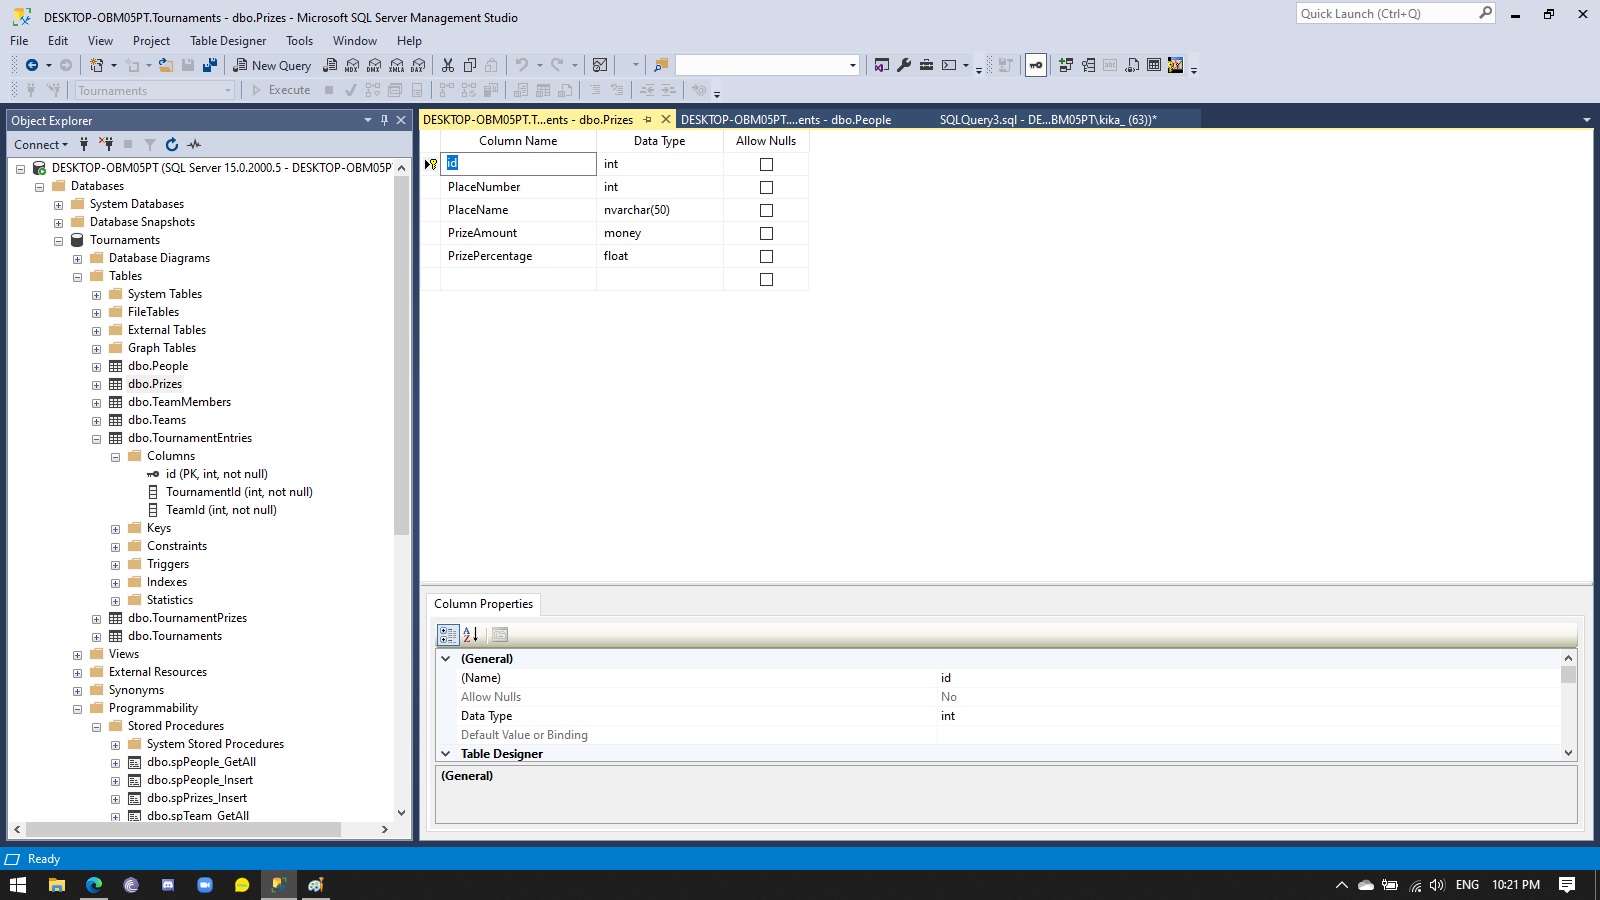 DESKTOP-OBM05PT.Tournaments - dbo.Prizes - Microsoft SQL Server Management Studio
Quick Launch (Ctrl+Q)
File Edit View Project Table Designer Tools Window Help
New Query MDX DMX XMLA DAX
Tournaments Execute
Object Explorer
Connect
DESKTOP-OBM05PT (SQL Server 15.0.2000.5 - DESKTOP-OBM05P
Databases
System Databases
Database Snapshots
Tournaments
Database Diagrams
Tables
System Tables
FileTables
External Tables
Graph Tables
dbo.People
dbo.Prizes
dbo.TeamMembers
dbo.Teams
dbo.TournamentEntries
Columns
id (PK, int, not null)
TournamentId (int, not null)
TeamId (int, not null)
Keys
Constraints
Triggers
Indexes
Statistics
dbo.TournamentPrizes
dbo.Tournaments
Views
External Resources
Synonyms
Programmability
Stored Procedures
System Stored Procedures
dbo.spPeople_GetAll
dbo.spPeople_Insert
dbo.spPrizes_Insert
dbo.spTeam_GetAll
DESKTOP-OBM05PT.T...ents - dbo.Prizes DESKTOP-OBM05PT....ents - dbo.People SQLQuery3.sql - DE...BM05PT\kika_ (63))*
Column Name Data Type Allow Nulls
id int
PlaceNumber int
PlaceName nvarchar(50)
PrizeAmount money
PrizePercentage float
Column Properties
(General)
(Name) id
Allow Nulls No
Data Type int
Default Value or Binding
Table Designer
(General)
Ready
ENG 10:21 PM